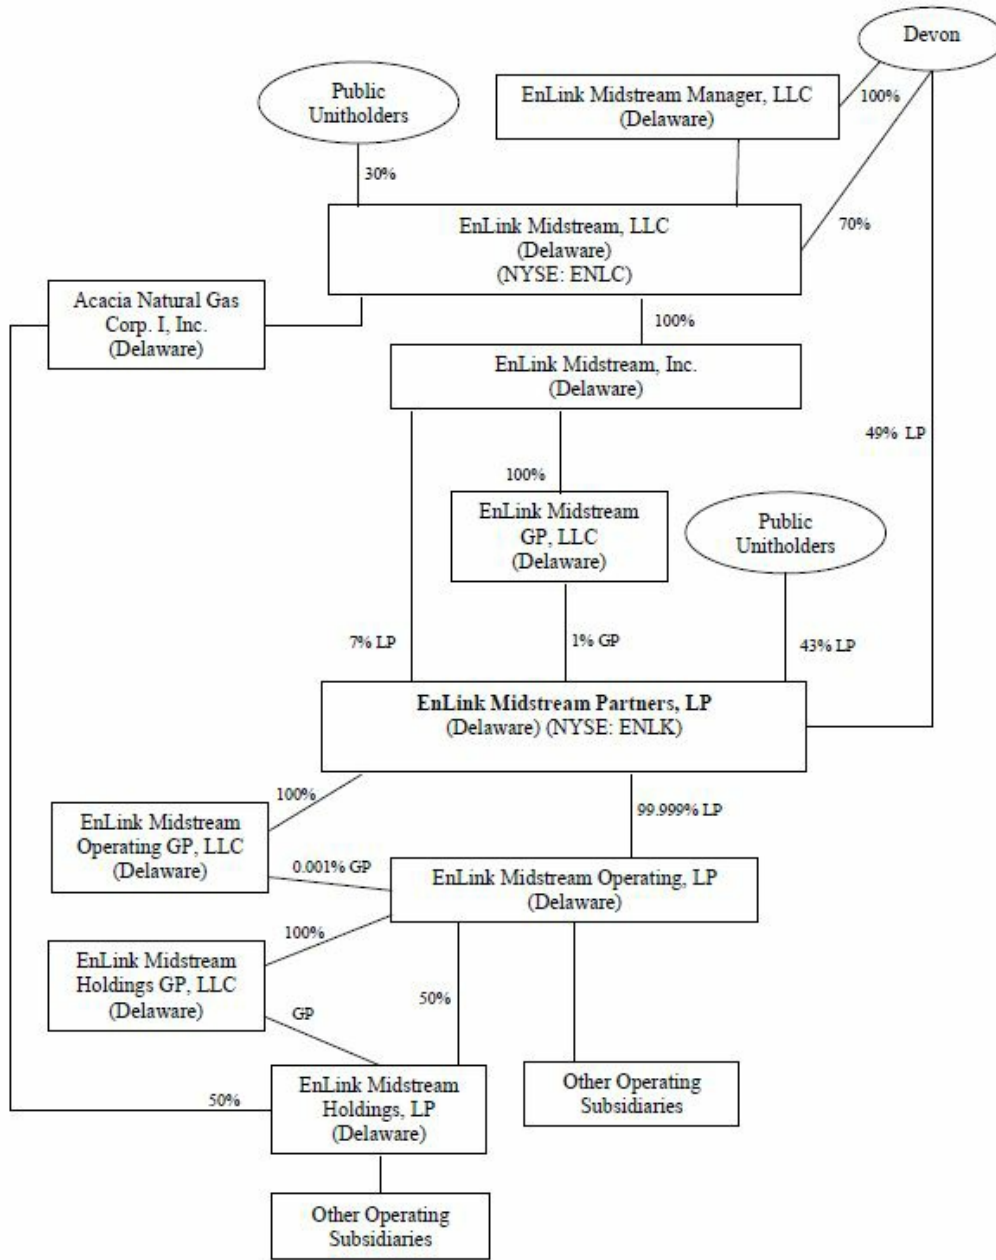 Devon
Public
Unitholders
EnLink Midstream Manager, LLC
(Delaware)
100%
30%
70%
EnLink Midstream, LLC
(Delaware)
(NYSE: ENLC)
Acacia Natural Gas
Corp. I, Inc.
(Delaware)
100%
EnLink Midstream, Inc.
(Delaware)
49% LP
100%
EnLink Midstream
GP, LLC
(Delaware)
Public
Unitholders
7% LP
1% GP
43% LP
EnLink Midstream Partners, LP
(Delaware) (NYSE: ENLK)
100%
99.999% LP
EnLink Midstream
Operating GP, LLC
(Delaware)
0.001% GP
EnLink Midstream Operating, LP
(Delaware)
100%
EnLink Midstream
Holdings GP, LLC
(Delaware)
50%
GP
50%
EnLink Midstream
Holdings, LP
(Delaware)
Other Operating
Subsidiaries
Other Operating
Subsidiaries